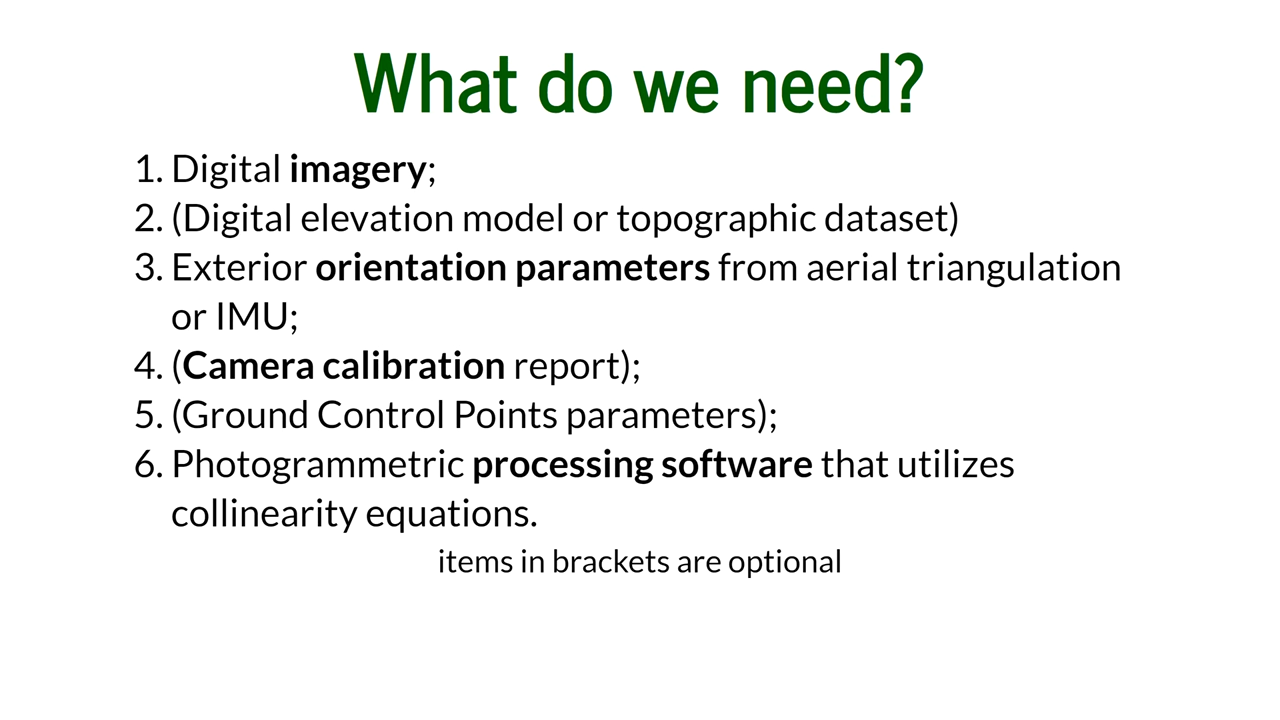 What do we need?
1. Digital imagery;
2. (Digital elevation model or topographic dataset)
3. Exterior orientation parameters from aerial triangulation
or IMU;
4. (Camera calibration report);
5. (Ground Control Points parameters);
6. Photogrammetric processing software that utilizes
collinearity equations.
items in brackets are optional